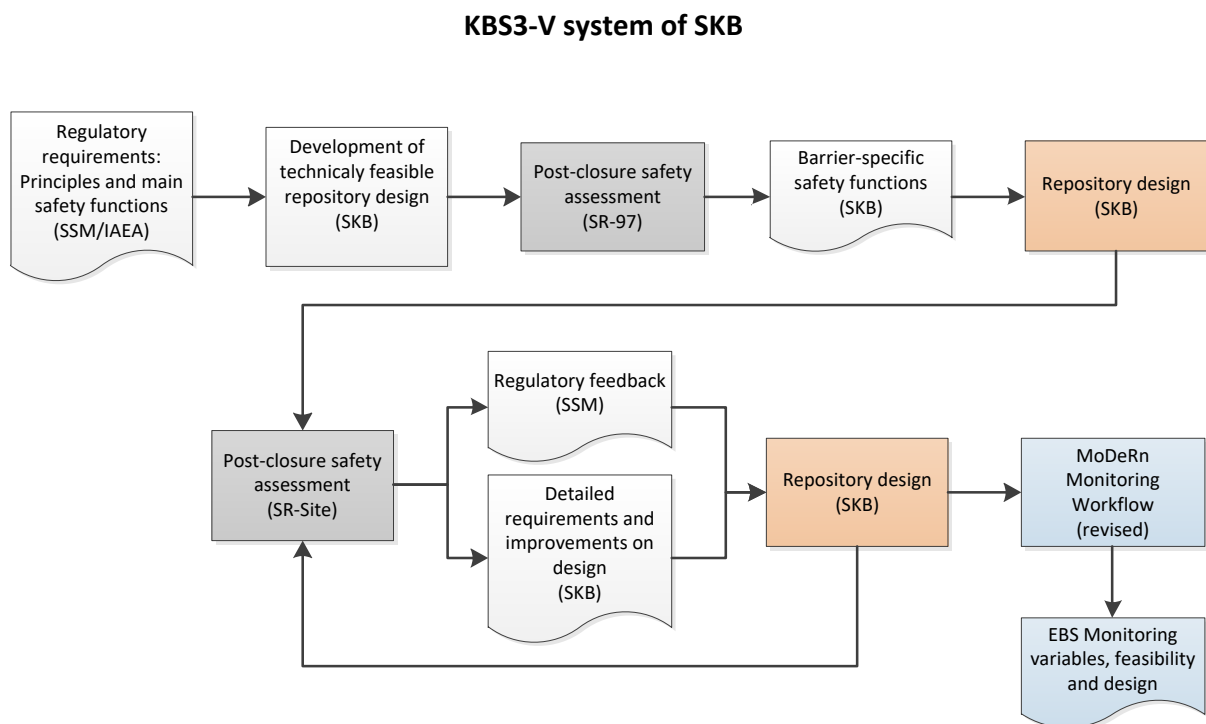 KBS3-V system of SKB
Regulatory
requirements:
Principles and main
safety functions
(SSM/IAEA)
Development of
technicaly feasible
repository design
(SKB)
Post-closure safety
assessment
(SR-97)
Barrier-specific
safety functions
(SKB)
Repository design
(SKB)
Post-closure safety
assessment
(SR-Site)
Regulatory feedback
(SSM)
Detailed
requirements and
improvements on
design
(SKB)
Repository design
(SKB)
MoDeRn
Monitoring
Workflow
(revised)
EBS Monitoring
variables, feasibility
and design